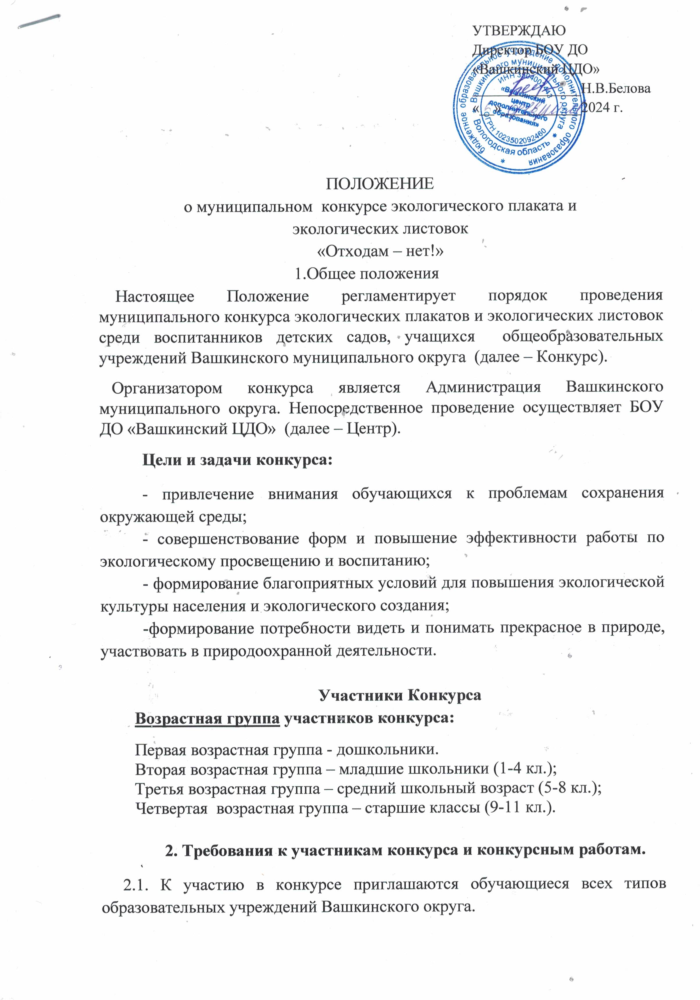 УТВЕРЖДАЮ
Директор БОУ ДО
«Вашкинский ЦДО»
Н.В.Белова
«__»____________2024 г.
бюджетное образовательное учреждение дополнительного образования
* Вашкинского муниципального округа * Вологодская область
ИНН
ОГРН 1023502092460
«Вашкинский
центр
дополнительного
образования»
ПОЛОЖЕНИЕ
о муниципальном конкурсе экологического плаката и
экологических листовок
«Отходам – нет!»
1.Общее положения
Настоящее Положение регламентирует порядок проведения
муниципального конкурса экологических плакатов и экологических листовок
среди воспитанников детских садов, учащихся общеобразовательных
учреждений Вашкинского муниципального округа (далее – Конкурс).
Организатором конкурса является Администрация Вашкинского
муниципального округа. Непосредственное проведение осуществляет БОУ
ДО «Вашкинский ЦДО» (далее – Центр).
Цели и задачи конкурса:
- привлечение внимания обучающихся к проблемам сохранения
окружающей среды;
- совершенствование форм и повышение эффективности работы по
экологическому просвещению и воспитанию;
- формирование благоприятных условий для повышения экологической
культуры населения и экологического создания;
-формирование потребности видеть и понимать прекрасное в природе,
участвовать в природоохранной деятельности.
Участники Конкурса
Возрастная группа участников конкурса:
Первая возрастная группа - дошкольники.
Вторая возрастная группа – младшие школьники (1-4 кл.);
Третья возрастная группа – средний школьный возраст (5-8 кл.);
Четвертая возрастная группа – старшие классы (9-11 кл.).
2. Требования к участникам конкурса и конкурсным работам.
2.1. К участию в конкурсе приглашаются обучающиеся всех типов
образовательных учреждений Вашкинского округа.